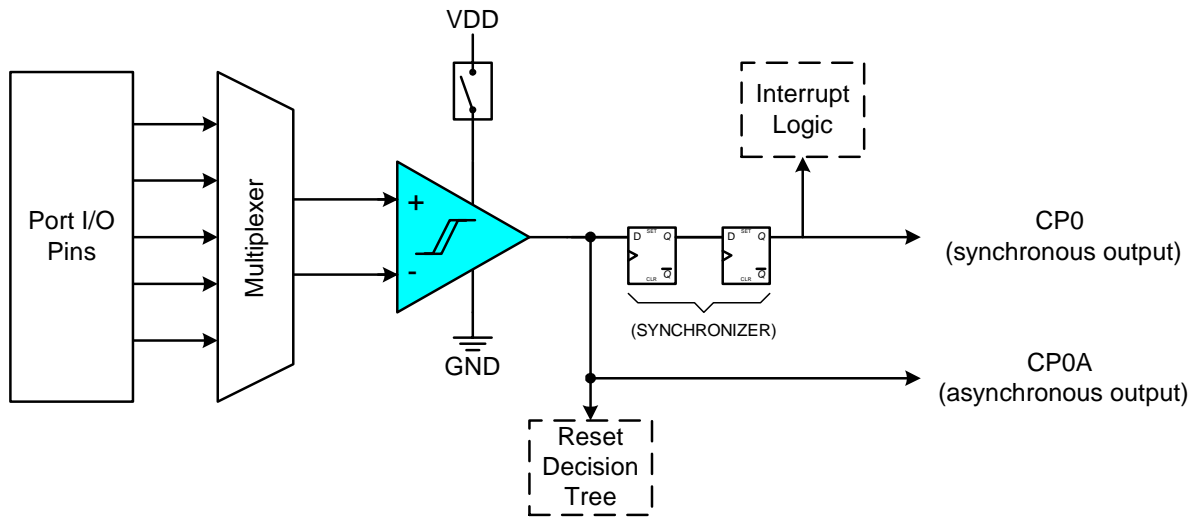 VDD
Port I/O
Pins
Multiplexer
+
-
GND
D SET Q
CLR Q
D SET Q
CLR Q
(SYNCHRONIZER)
Interrupt
Logic
CP0
(synchronous output)
CP0A
(asynchronous output)
Reset
Decision
Tree